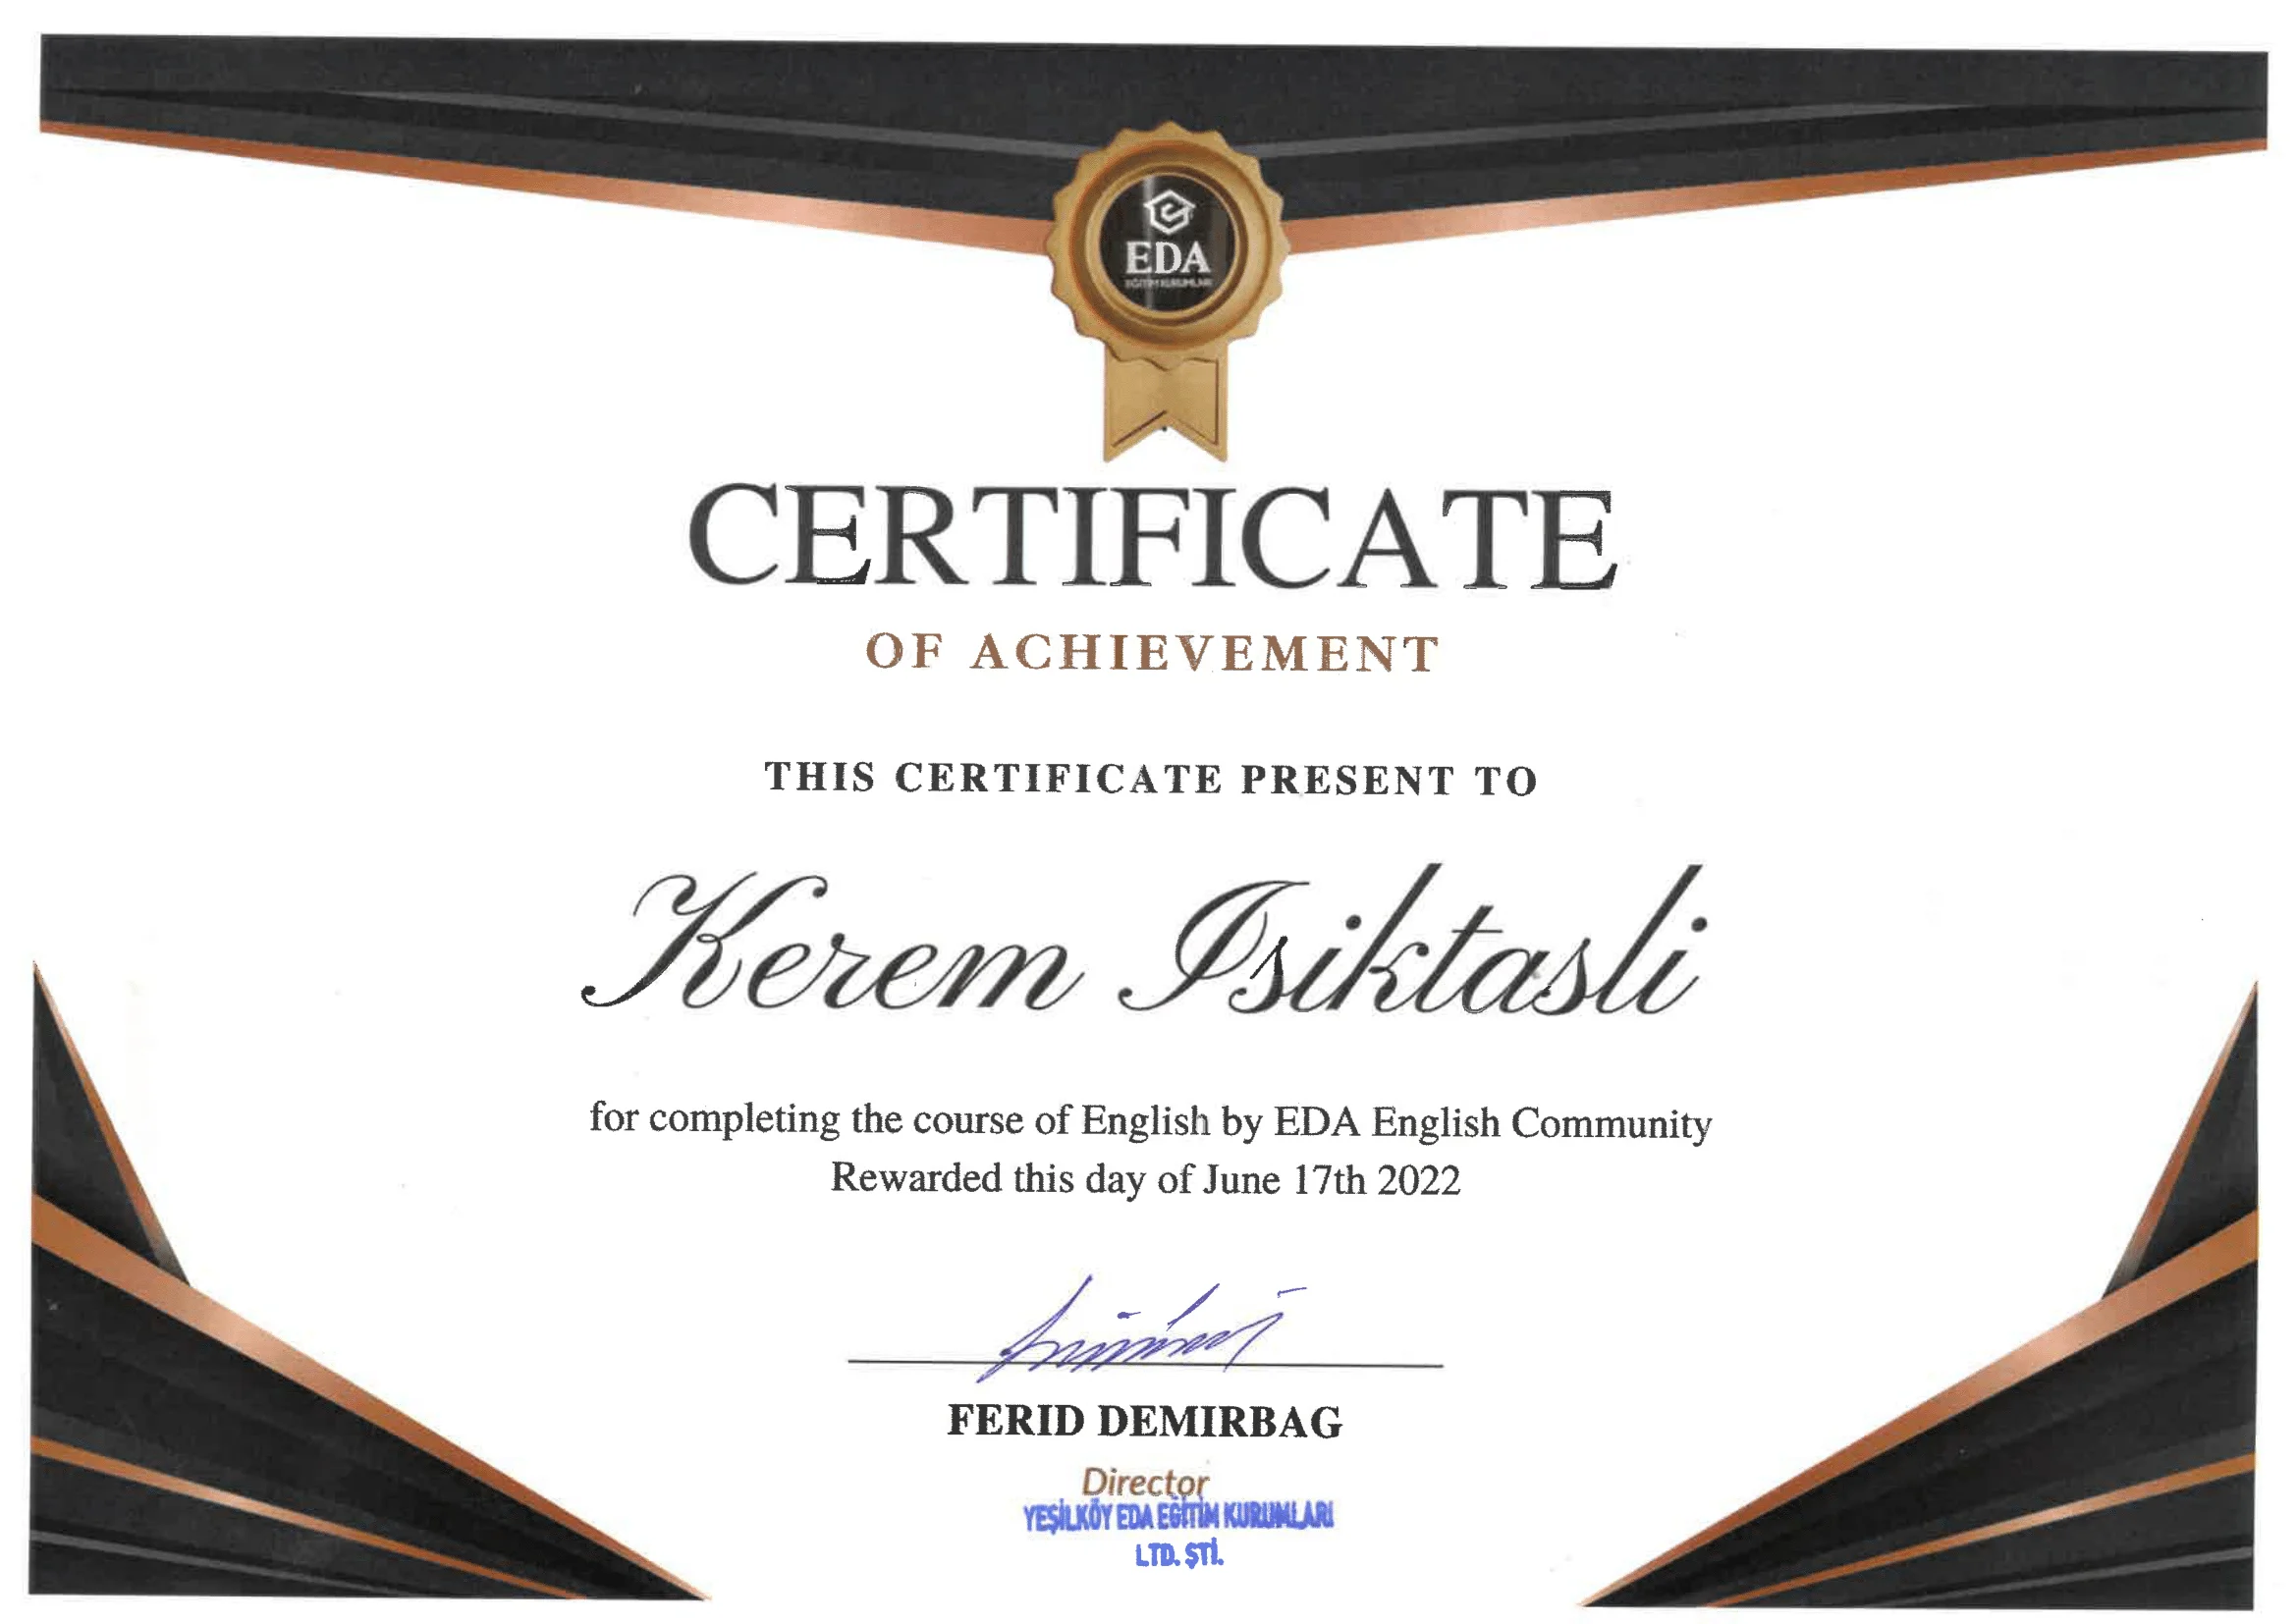 EDA
EĞİTİM KURUMLARI
CERTIFICATE
OF ACHIEVEMENT
THIS CERTIFICATE PRESENT TO
Kerem Isiktasli
for completing the course of English by EDA English Community
Rewarded this day of June 17th 2022
FERID DEMIRBAG
Director
YEŞİLKÖY EDA EĞİTİM KURUMLARI
LTD. ŞTİ.